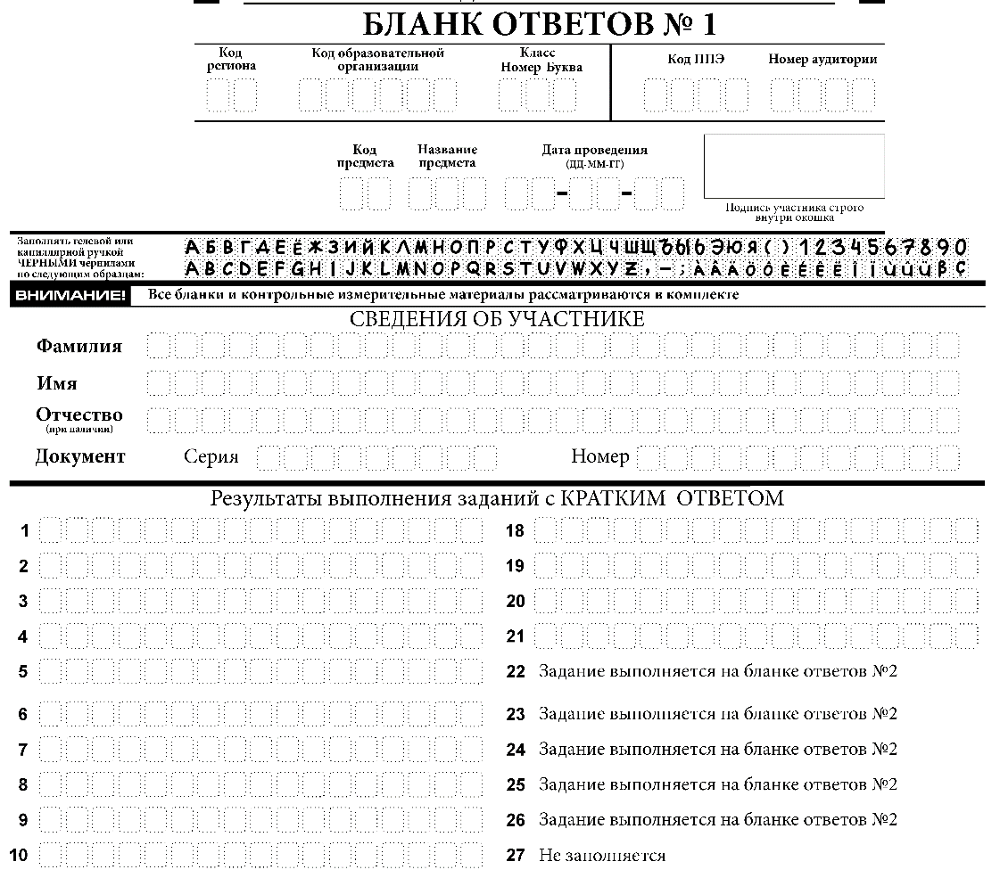 БЛАНК ОТВЕТОВ № 1
Код региона
Код образовательной организации
Класс
Номер Буква
Код ППЭ
Номер аудитории
Код предмета
Название предмета
Дата проведения
(ДД-ММ-ГГ)
Подпись участника строго
внутри окошка
Заполнять гелевой или
капиллярной ручкой
ЧЕРНЫМИ чернилами
по следующим образцам:
АБВГДЕЁЖЗИЙКЛМНОПРСТУФХЦЧШЩЪЫЬЭЮЯ()1234567890
ABCDEFGHIJKLMNOPQRSTUVWXYZ,-;ÀÂÄÖÔÈÉÊËÎÏÙÛÜßÇ
ВНИМАНИЕ! Все бланки и контрольные измерительные материалы рассматриваются в комплекте
СВЕДЕНИЯ ОБ УЧАСТНИКЕ
Фамилия
Имя
Отчество
(при наличии)
Документ Серия Номер
Результаты выполнения заданий с КРАТКИМ ОТВЕТОМ
1
2
3
4
5
6
7
8
9
10
18
19
20
21
22 Задание выполняется на бланке ответов №2
23 Задание выполняется на бланке ответов №2
24 Задание выполняется на бланке ответов №2
25 Задание выполняется на бланке ответов №2
26 Задание выполняется на бланке ответов №2
27 Не заполняется